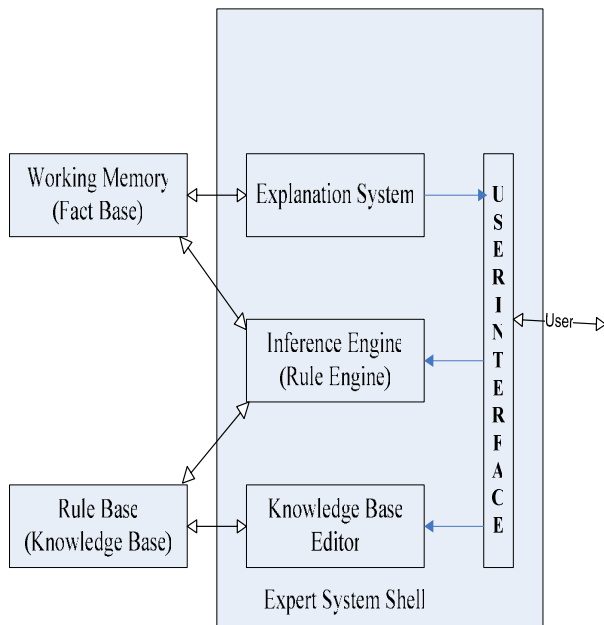 Working Memory
(Fact Base)
Explanation System
Inference Engine
(Rule Engine)
Rule Base
(Knowledge Base)
Knowledge Base
Editor
Expert System Shell
USERINTERFACE
User